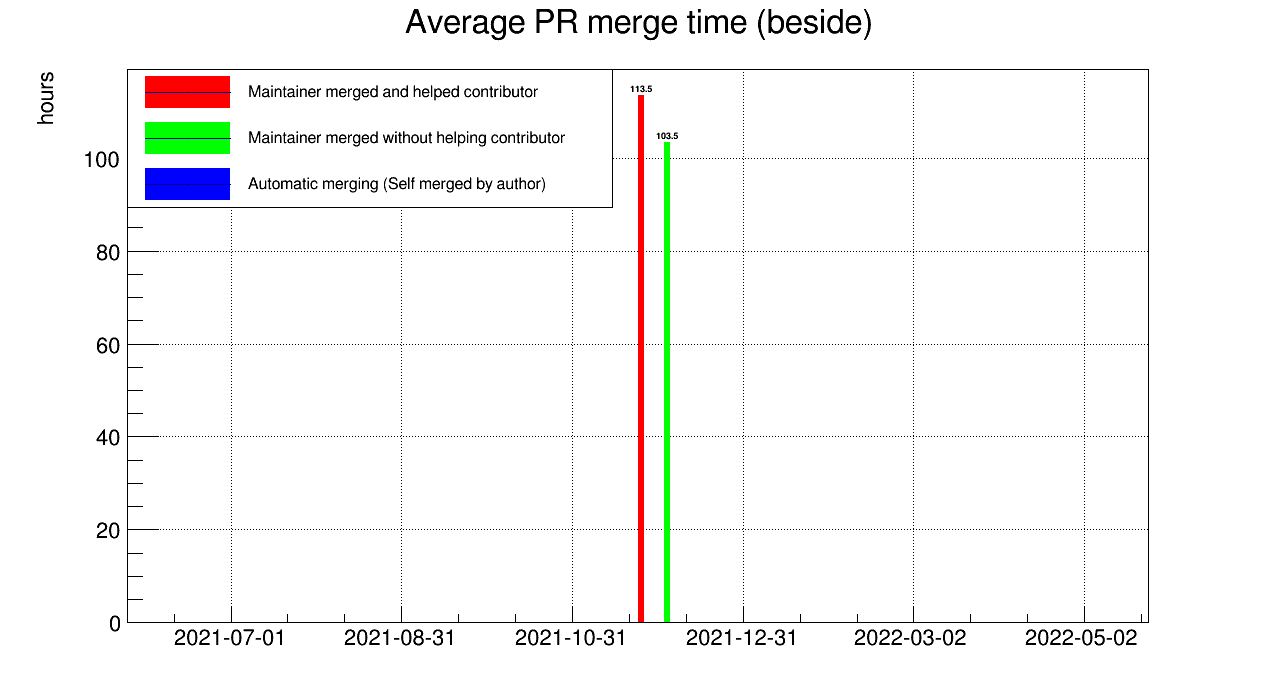 Average PR merge time (beside)
hours
Maintainer merged and helped contributor
Maintainer merged without helping contributor
Automatic merging (Self merged by author)
113.5
103.5
100
80
60
40
20
0
2021-07-01 2021-08-31 2021-10-31 2021-12-31 2022-03-02 2022-05-02